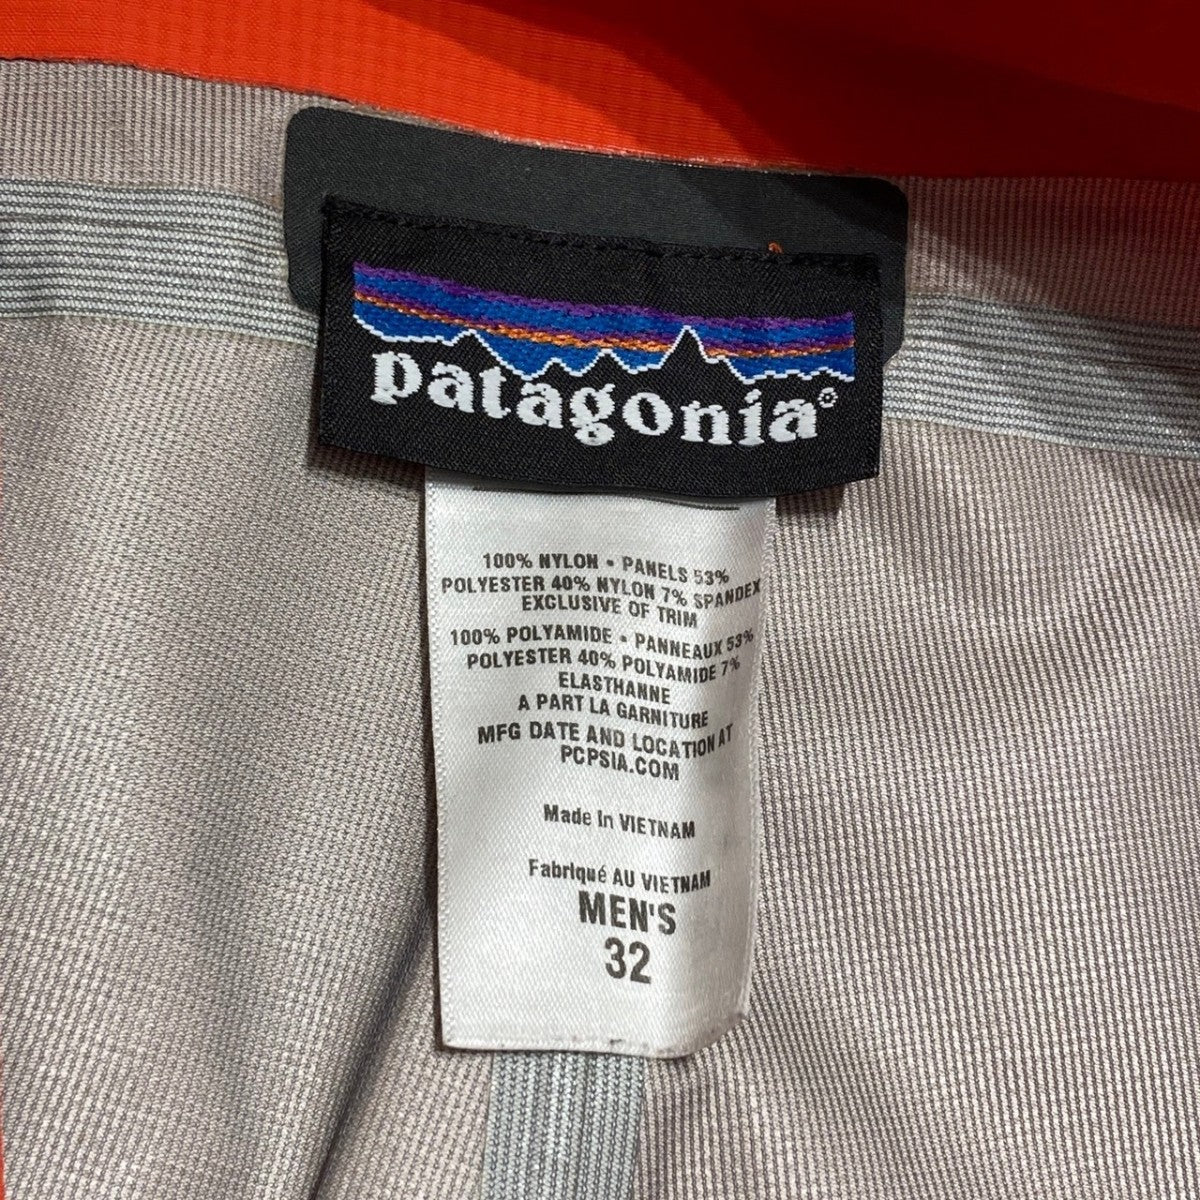 patagonia®
100% NYLON • PANELS 53%
POLYESTER 40% NYLON 7% SPANDEX
EXCLUSIVE OF TRIM
100% POLYAMIDE • PANNEAUX 53%
POLYESTER 40% POLYAMIDE 7%
ELASTHANNE
A PART LA GARNITURE
MFG DATE AND LOCATION AT
PCPSIA.COM
Made In VIETNAM
Fabriqué AU VIETNAM
MEN'S
32